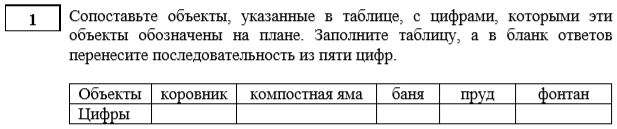 1
Сопоставьте объекты, указанные в таблице, с цифрами, которыми эти
объекты обозначены на плане. Заполните таблицу, а в бланк ответов
перенесите последовательность из пяти цифр.
Объекты коровник компостная яма баня пруд фонтан
Цифры